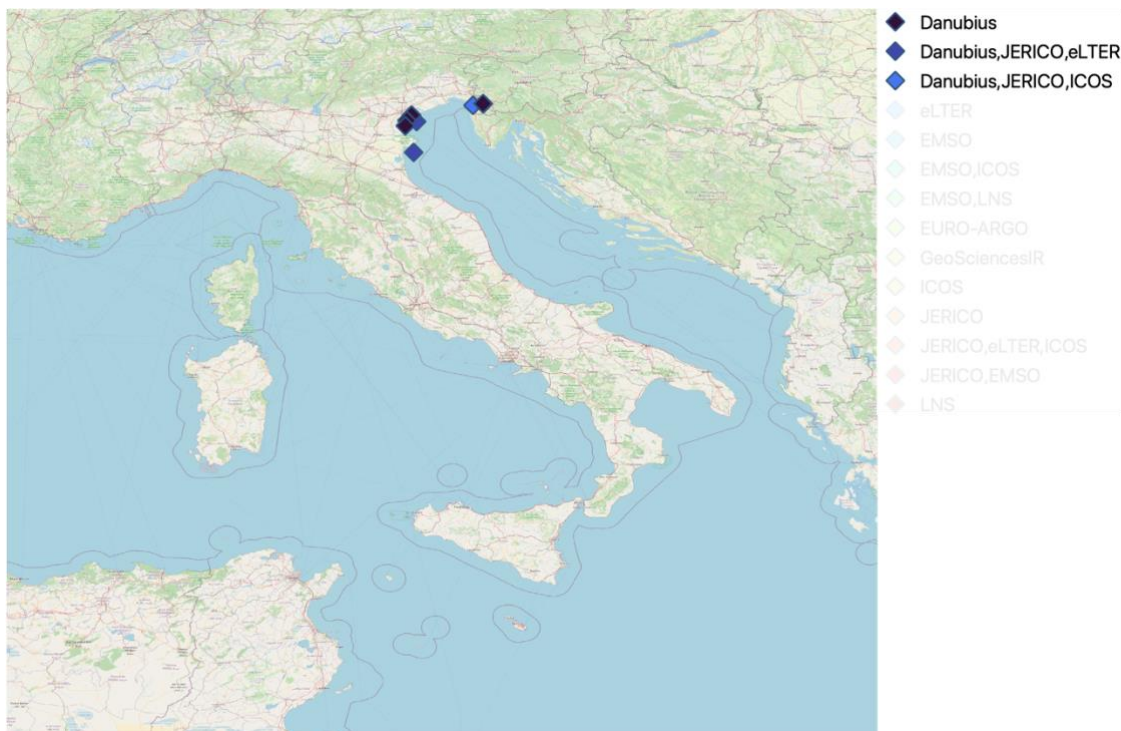 Danubius
Danubius,JERICO,eLTER
Danubius,JERICO,ICOS
eLTER
EMSO
EMSO,ICOS
EMSO,LNS
EURO-ARGO
GeoSciencesIR
ICOS
JERICO
JERICO,eLTER,ICOS
JERICO,EMSO
LNS